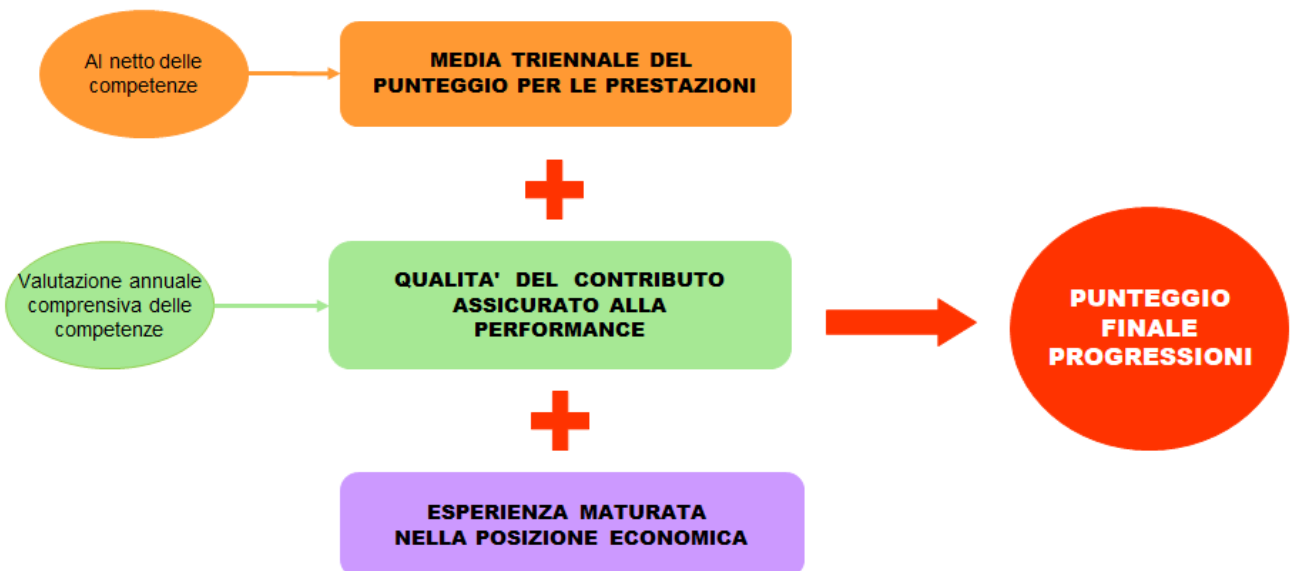 Al netto delle
competenze
MEDIA TRIENNALE DEL
PUNTEGGIO PER LE PRESTAZIONI
Valutazione annuale
comprensiva delle
competenze
QUALITA' DEL CONTRIBUTO
ASSICURATO ALLA
PERFORMANCE
PUNTEGGIO
FINALE
PROGRESSIONI
ESPERIENZA MATURATA
NELLA POSIZIONE ECONOMICA